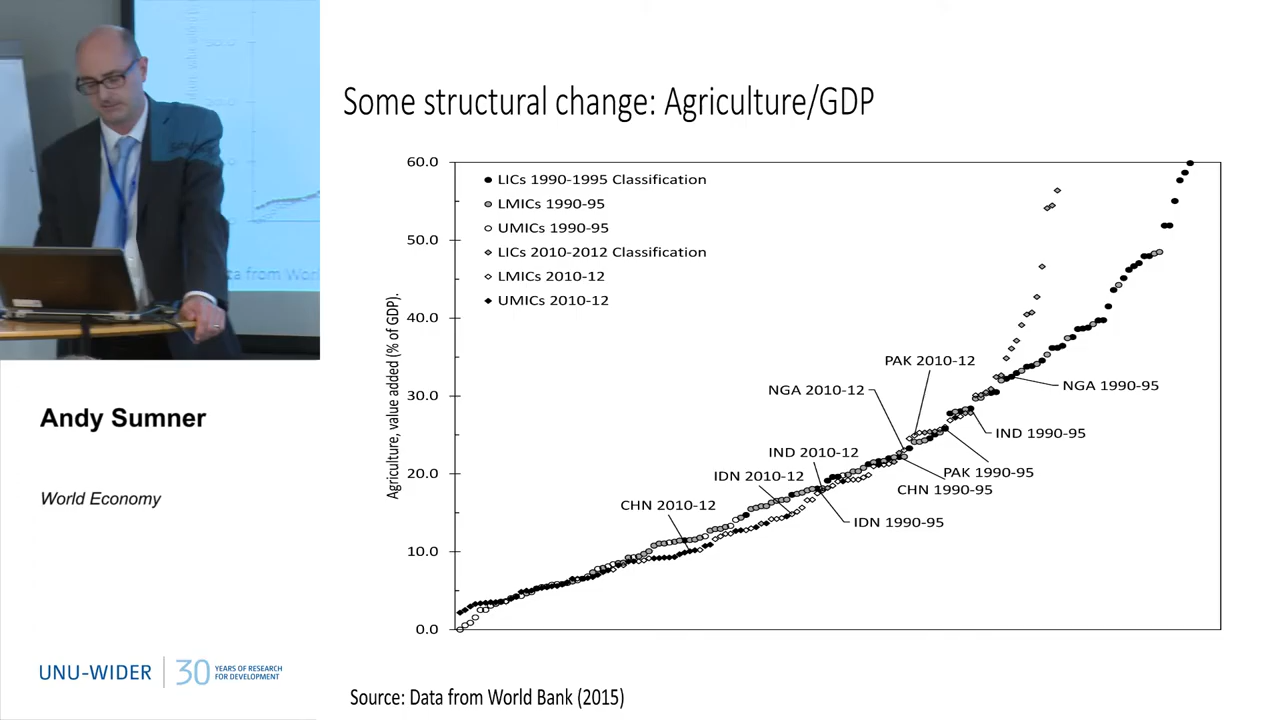 Some structural change: Agriculture/GDP
60.0
50.0
40.0
30.0
20.0
10.0
0.0
Agriculture, value added (% of GDP).
LICs 1990-1995 Classification
LMICs 1990-95
UMICs 1990-95
LICs 2010-2012 Classification
LMICs 2010-12
UMICs 2010-12
PAK 2010-12
NGA 2010-12
NGA 1990-95
IND 1990-95
IND 2010-12
PAK 1990-95
IDN 2010-12
CHN 1990-95
CHN 2010-12
IDN 1990-95
Source: Data from World Bank (2015)
Andy Sumner
World Economy
UNU-WIDER
30 YEARS OF RESEARCH
FOR DEVELOPMENT